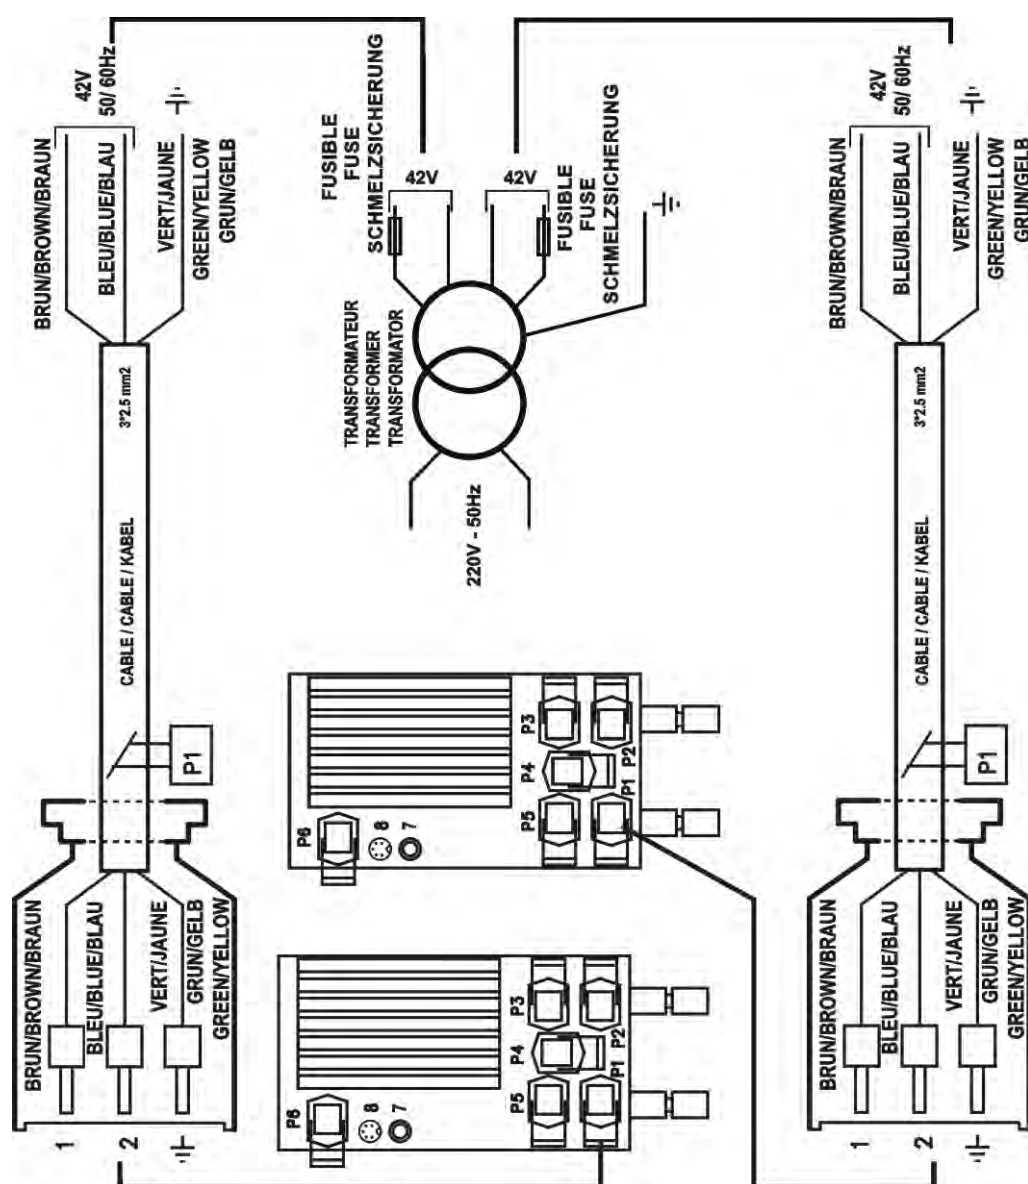 42V
50/ 60Hz
BRUN/BROWN/BRAUN
BLEU/BLUE/BLAU
VERT/JAUNE
GREEN/YELLOW
GRUN/GELB
3*2.5 mm2
CABLE / CABLE / KABEL
P1
BRUN/BROWN/BRAUN
BLEU/BLUE/BLAU
VERT/JAUNE
GRUN/GELB
GREEN/YELLOW
1
2
FUSIBLE
FUSE
SCHMELZSICHERUNG
42V
42V
FUSIBLE
FUSE
SCHMELZSICHERUNG
TRANSFORMATEUR
TRANSFORMER
TRANSFORMATOR
220V - 50Hz
P6
8
7
P3
P4
P5
P2
P1
P6
8
7
P3
P4
P5
P2
P1
42V
50/ 60Hz
BRUN/BROWN/BRAUN
BLEU/BLUE/BLAU
VERT/JAUNE
GREEN/YELLOW
GRUN/GELB
3*2.5 mm2
CABLE / CABLE / KABEL
P1
BRUN/BROWN/BRAUN
BLEU/BLUE/BLAU
VERT/JAUNE
GRUN/GELB
GREEN/YELLOW
1
2